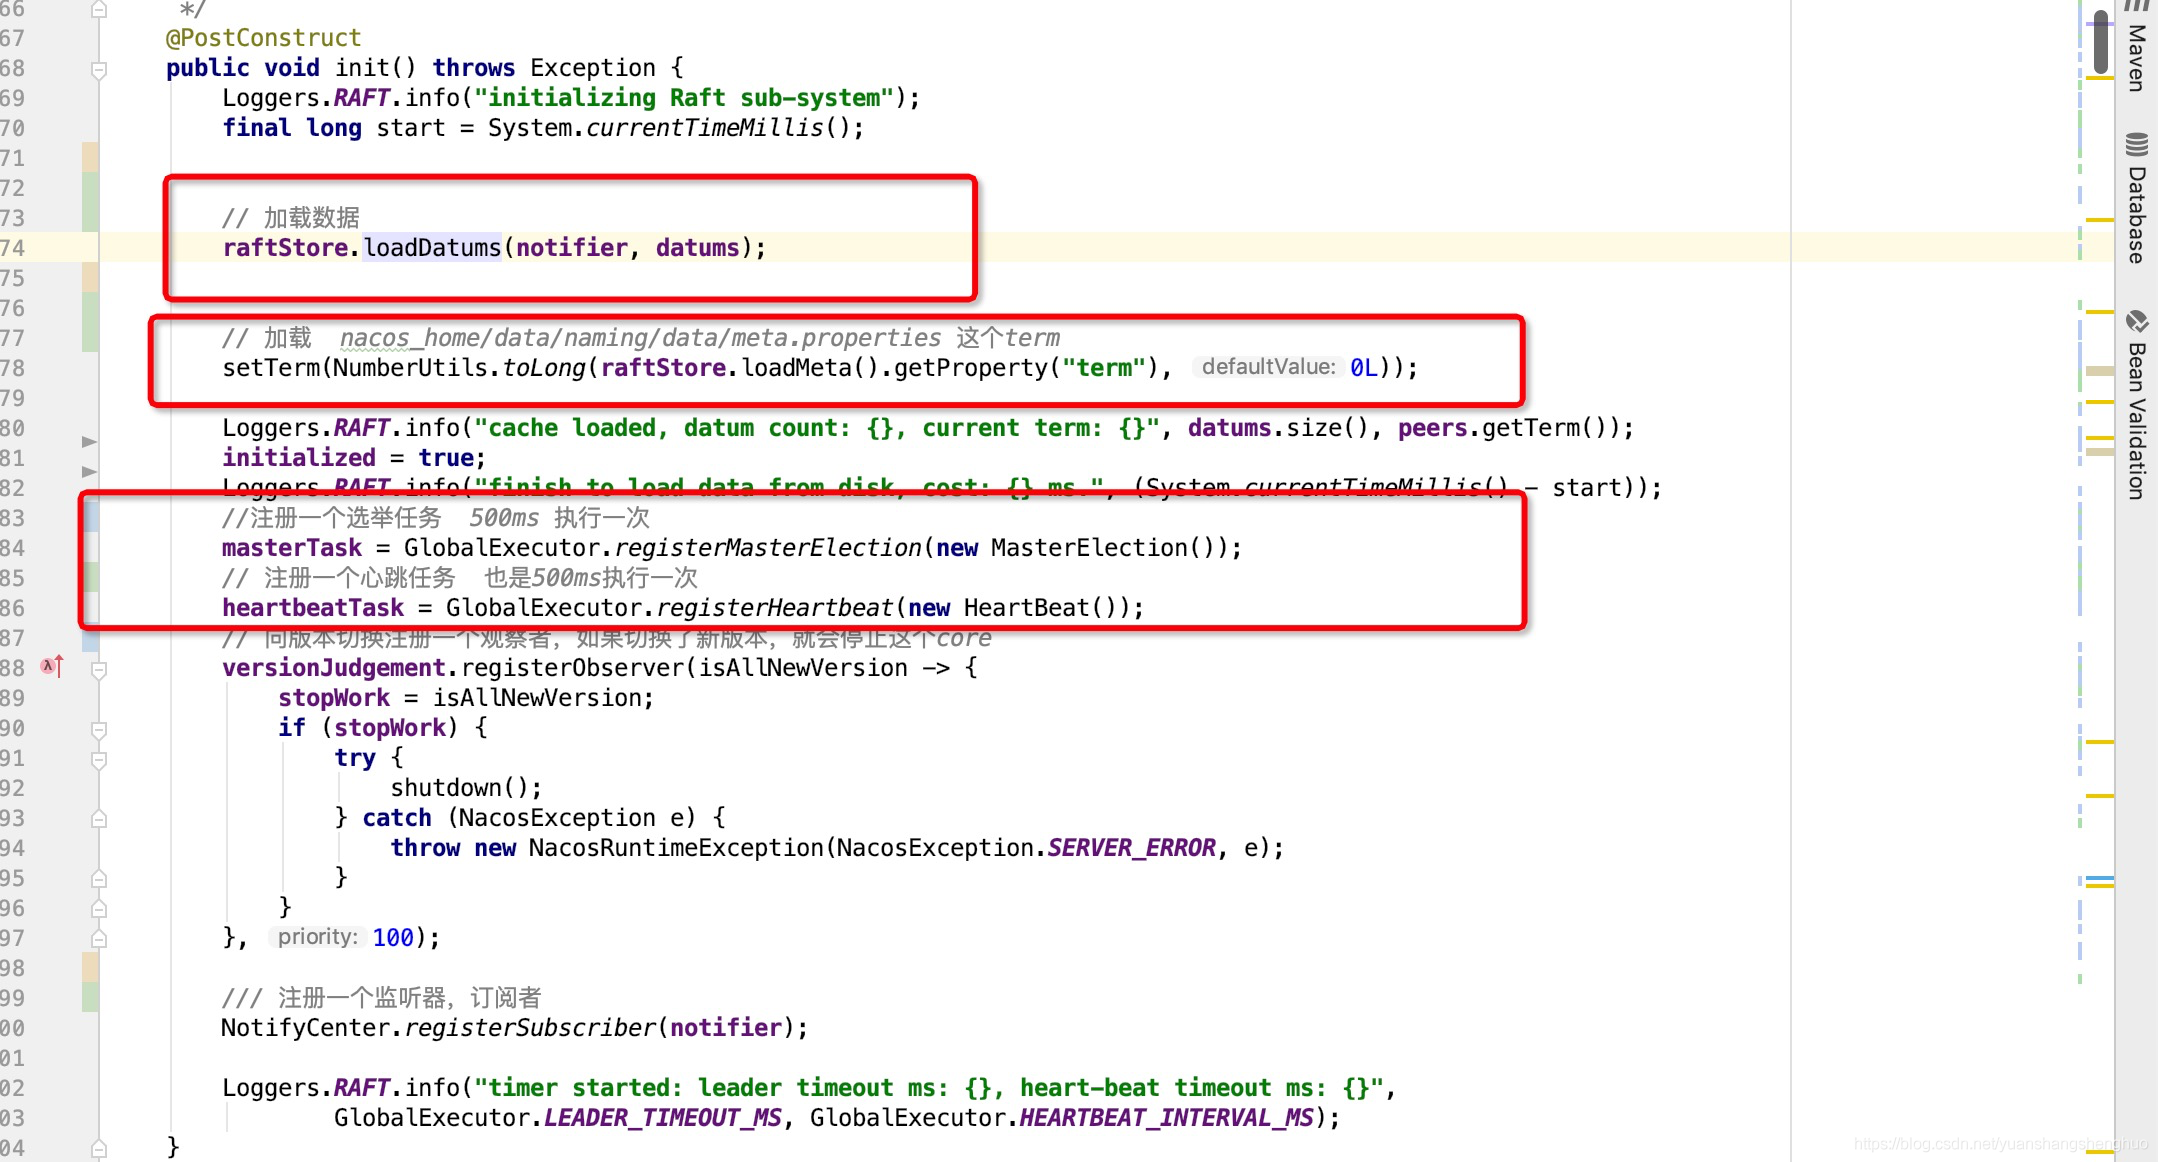 66 */
67 @PostConstruct
68 public void init() throws Exception {
69 Loggers.RAFT.info("initializing Raft sub-system");
70 final long start = System.currentTimeMillis();
71
72
73 // 加载数据
74 raftStore.loadDatums(notifier, datums);
75
76
77 // 加载 nacos_home/data/naming/data/meta.properties 这个term
78 setTerm(NumberUtils.toLong(raftStore.loadMeta().getProperty("term"), defaultValue: 0L));
79
80 Loggers.RAFT.info("cache loaded, datum count: {}, current term: {}", datums.size(), peers.getTerm());
81 initialized = true;
82 Loggers.RAFT.info("finish to load data from disk, cost: {} ms.", (System.currentTimeMillis() - start));
83 //注册一个选举任务 500ms 执行一次
84 masterTask = GlobalExecutor.registerMasterElection(new MasterElection());
85 // 注册一个心跳任务 也是500ms执行一次
86 heartbeatTask = GlobalExecutor.registerHeartbeat(new HeartBeat());
87 // 向版本切换注册一个观察者，如果切换了新版本，就会停止这个core
88 versionJudgement.registerObserver(isAllNewVersion -> {
89 stopWork = isAllNewVersion;
90 if (stopWork) {
91 try {
92 shutdown();
93 } catch (NacosException e) {
94 throw new NacosRuntimeException(NacosException.SERVER_ERROR, e);
95 }
96 }
97 }, priority: 100);
98
99 /// 注册一个监听器，订阅者
00 NotifyCenter.registerSubscriber(notifier);
01
02 Loggers.RAFT.info("timer started: leader timeout ms: {}, heart-beat timeout ms: {}",
03 GlobalExecutor.LEADER_TIMEOUT_MS, GlobalExecutor.HEARTBEAT_INTERVAL_MS);
04 }
Maven
Database
Bean Validation
https://blog.csdn.net/yuanshangshenghuo